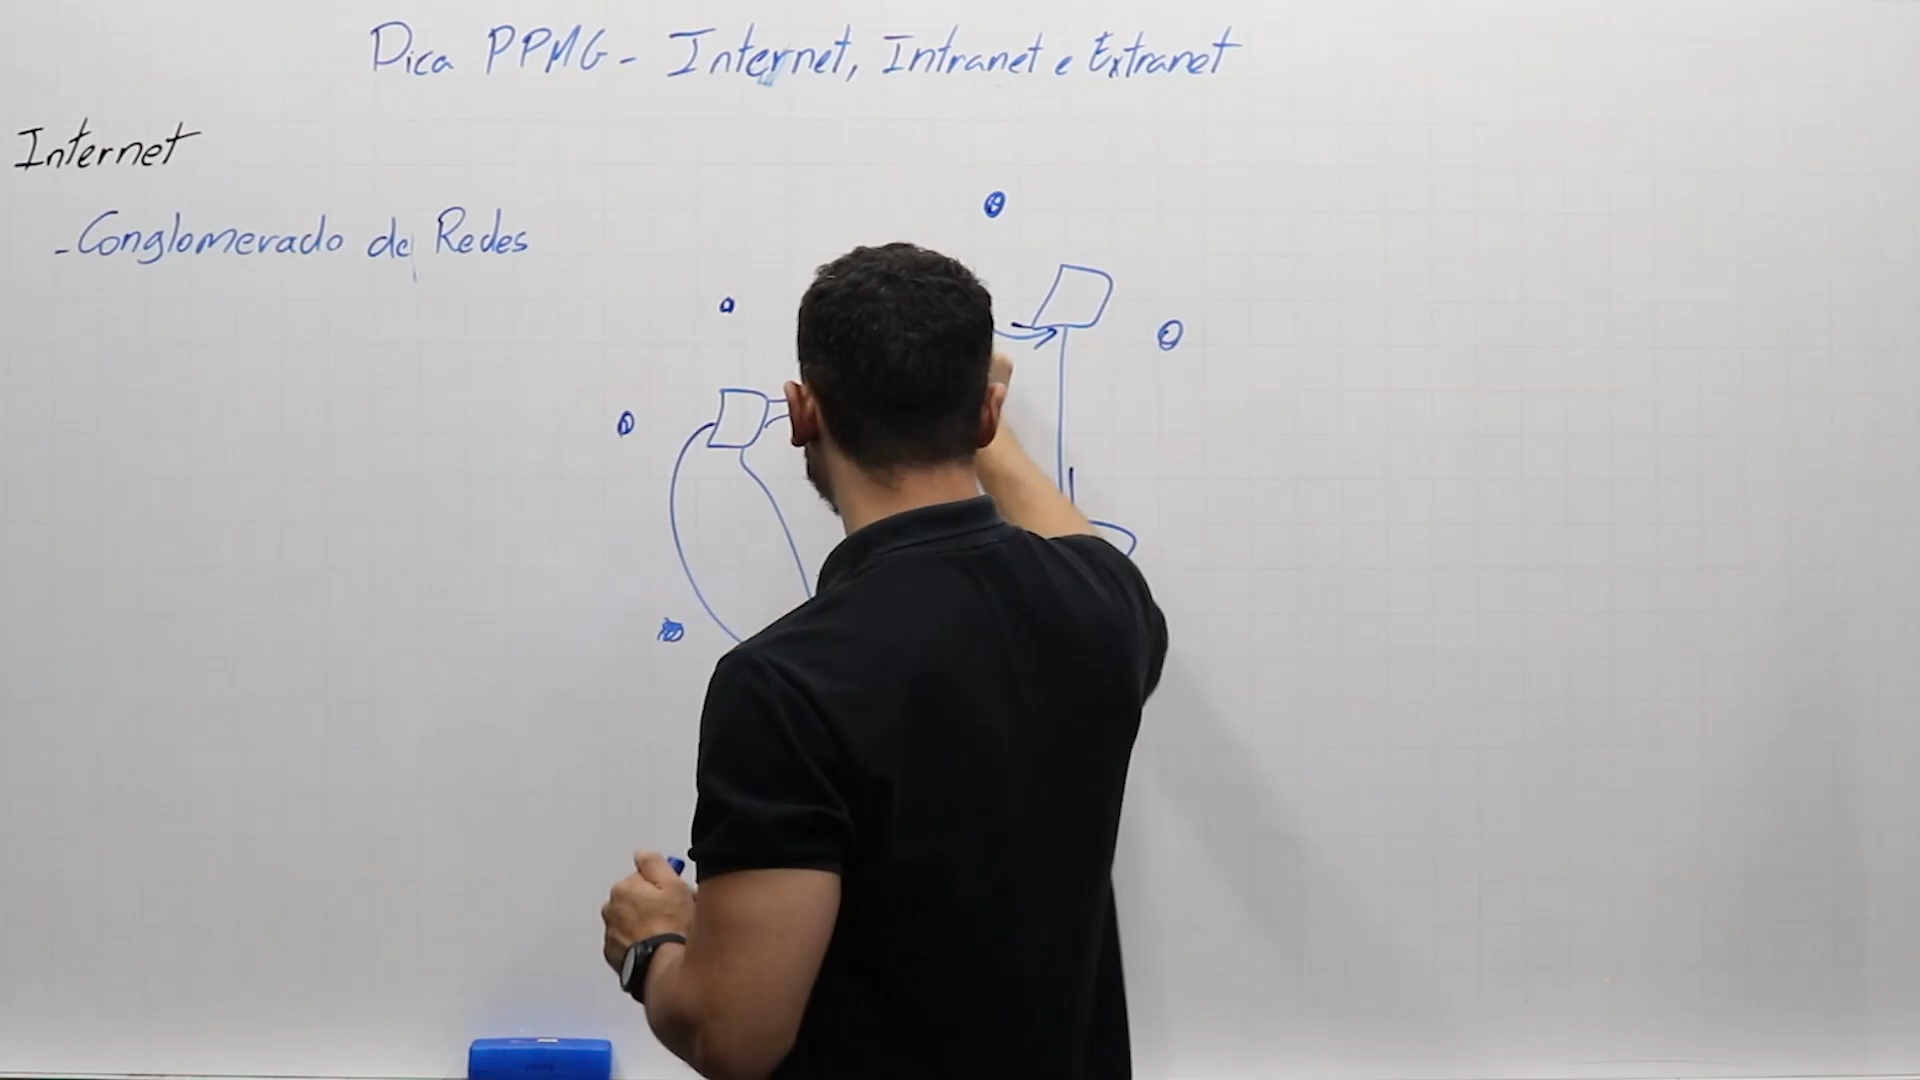 Dica PPMG - Internet, Intranet e Extranet
Internet
- Conglomerado de Redes